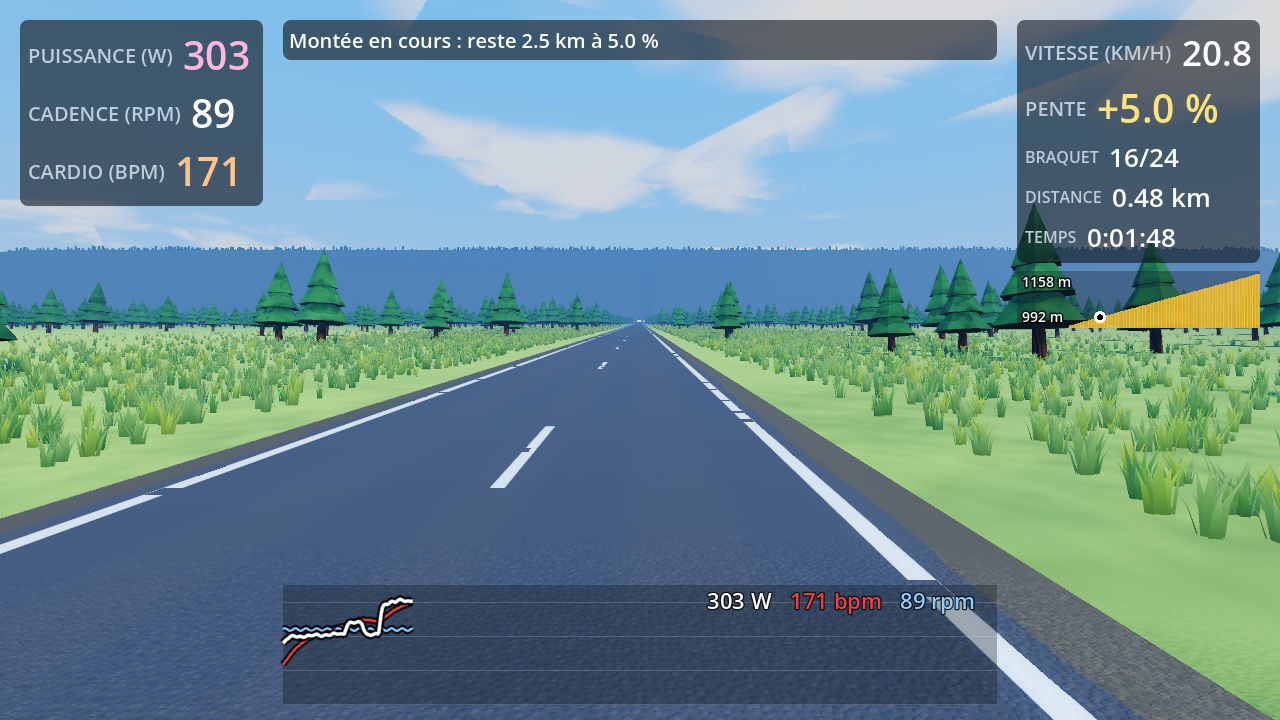 PUISSANCE (W) 303
CADENCE (RPM) 89
CARDIO (BPM) 171
Montée en cours : reste 2.5 km à 5.0 %
VITESSE (KM/H) 20.8
PENTE +5.0 %
BRAQUET 16/24
DISTANCE 0.48 km
TEMPS 0:01:48
1158 m
992 m
303 W 171 bpm 89 rpm